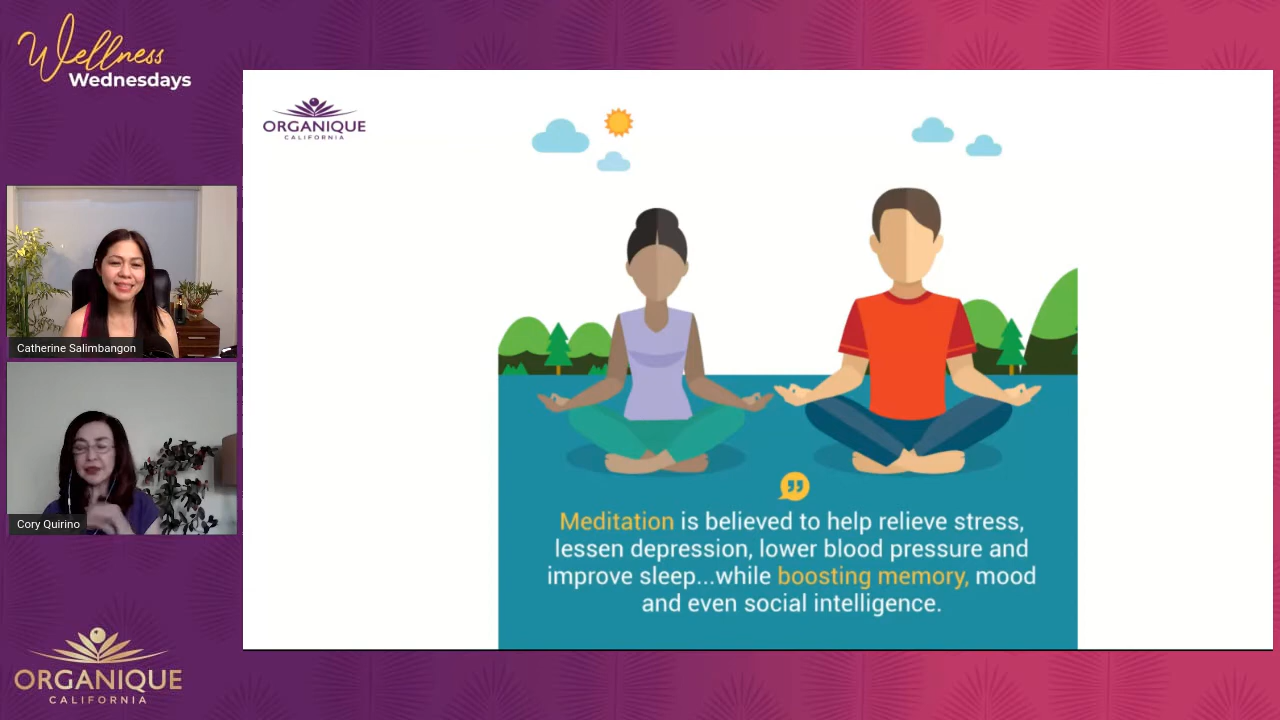 Wellness
Wednesdays
ORGANIQUE
CALIFORNIA
Catherine Salimbangon
Cory Quirino
Meditation is believed to help relieve stress,
lessen depression, lower blood pressure and
improve sleep...while boosting memory, mood
and even social intelligence.
ORGANIQUE
CALIFORNIA